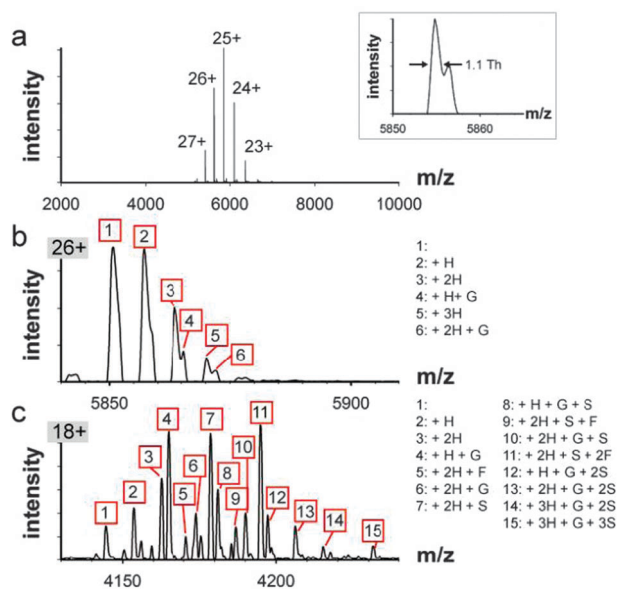 a
intensity
25+
26+
24+
27+
23+
2000 4000 6000 8000 10000
m/z
intensity
1.1 Th
m/z
5850 5860
b
26+
intensity
1
2
3
4
5
6
5850 5900
m/z
1:
2: + H
3: + 2H
4: + H+ G
5: + 3H
6: + 2H + G
c
18+
intensity
1
2
3
4
5
6
7
8
9
10
11
12
13
14
15
4150 4200
m/z
1:
2: + H
3: + 2H
4: + H + G
5: + 2H + F
6: + 2H + G
7: + 2H + S
8: + H + G + S
9: + 2H + S + F
10: + 2H + G + S
11: + 2H + S + 2F
12: + H + G + 2S
13: + 2H + G + 2S
14: + 3H + G + 2S
15: + 3H + G + 3S